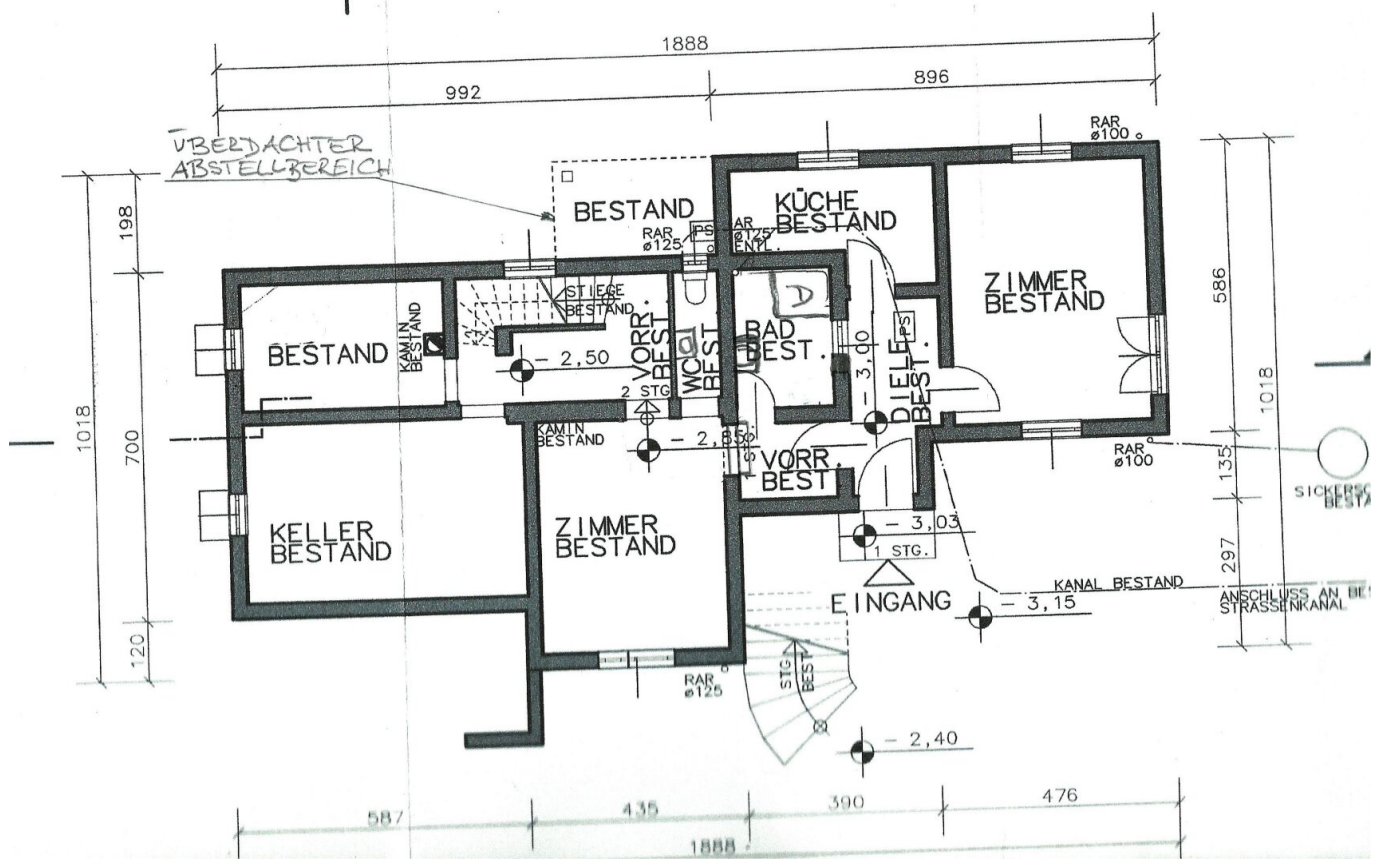 1888
992
896
ÜBERDACHTER
ABSTELLBEREICH
RAR
ø100
198
1018
700
120
BESTAND
RAR
ø125
PS
AR
ø125
ENTL.
KÜCHE
BESTAND
ZIMMER
BESTAND
586
1018
135
297
BESTAND
KAMIN
BESTAND
STIEGE
BESTAND
- 2,50
VORR.
BEST.
2 STG
WC
BEST
BAD
BEST.
- 3,00
DIELE
BEST.
PS
KAMIN
BESTAND
- 2,85
VORR.
BEST.
RAR
ø100
SICKERSC
BESTA
KELLER
BESTAND
ZIMMER
BESTAND
- 3,03
1 STG.
EINGANG
KANAL BESTAND
ANSCHLUSS AN BE
STRASSENKANAL
- 3,15
RAR
ø125
STG
BEST
- 2,40
587
435
390
476
1888